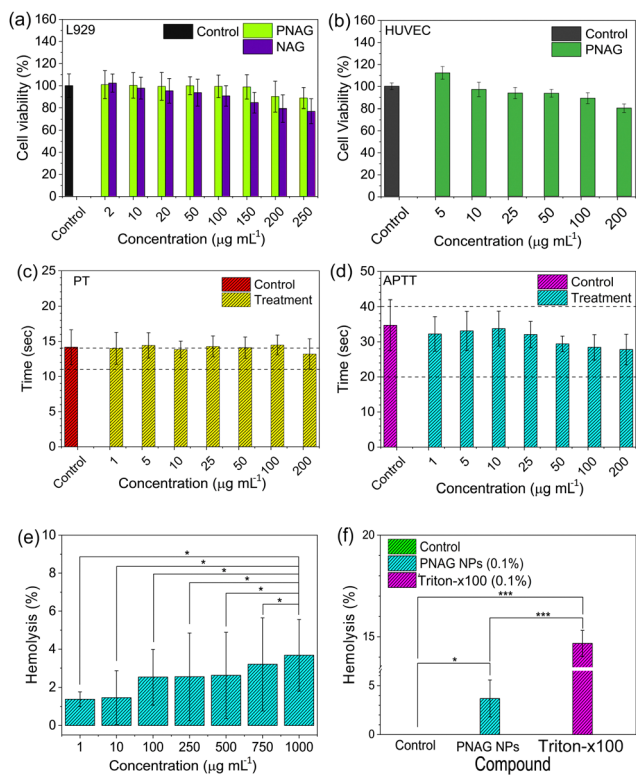 (a)
L929
Control
PNAG
NAG
Cell viability (%)
160
140
120
100
80
60
40
20
0
Control
2
10
20
50
100
150
200
250
Concentration (µg mL⁻¹)
(b)
HUVEC
Control
PNAG
Cell Viability (%)
160
140
120
100
80
60
40
20
0
Control
5
10
25
50
100
200
Concentration (µg mL⁻¹)
(c)
PT
Control
Treatment
Time (sec)
25
20
15
10
5
0
Control
1
5
10
25
50
100
200
Concentration (µg mL⁻¹)
(d)
APTT
Control
Treatment
Time (sec)
50
40
30
20
10
0
Control
1
5
10
25
50
100
200
Concentration (µg mL⁻¹)
(e)
Hemolysis (%)
10
8
6
4
2
0
*
*
*
*
*
*
1
10
100
250
500
750
1000
Concentration (µg mL⁻¹)
(f)
Control
PNAG NPs (0.1%)
Triton-x100 (0.1%)
Hemolysis (%)
20
15
5
0
***
***
*
Control
PNAG NPs
Triton-x100
Compound